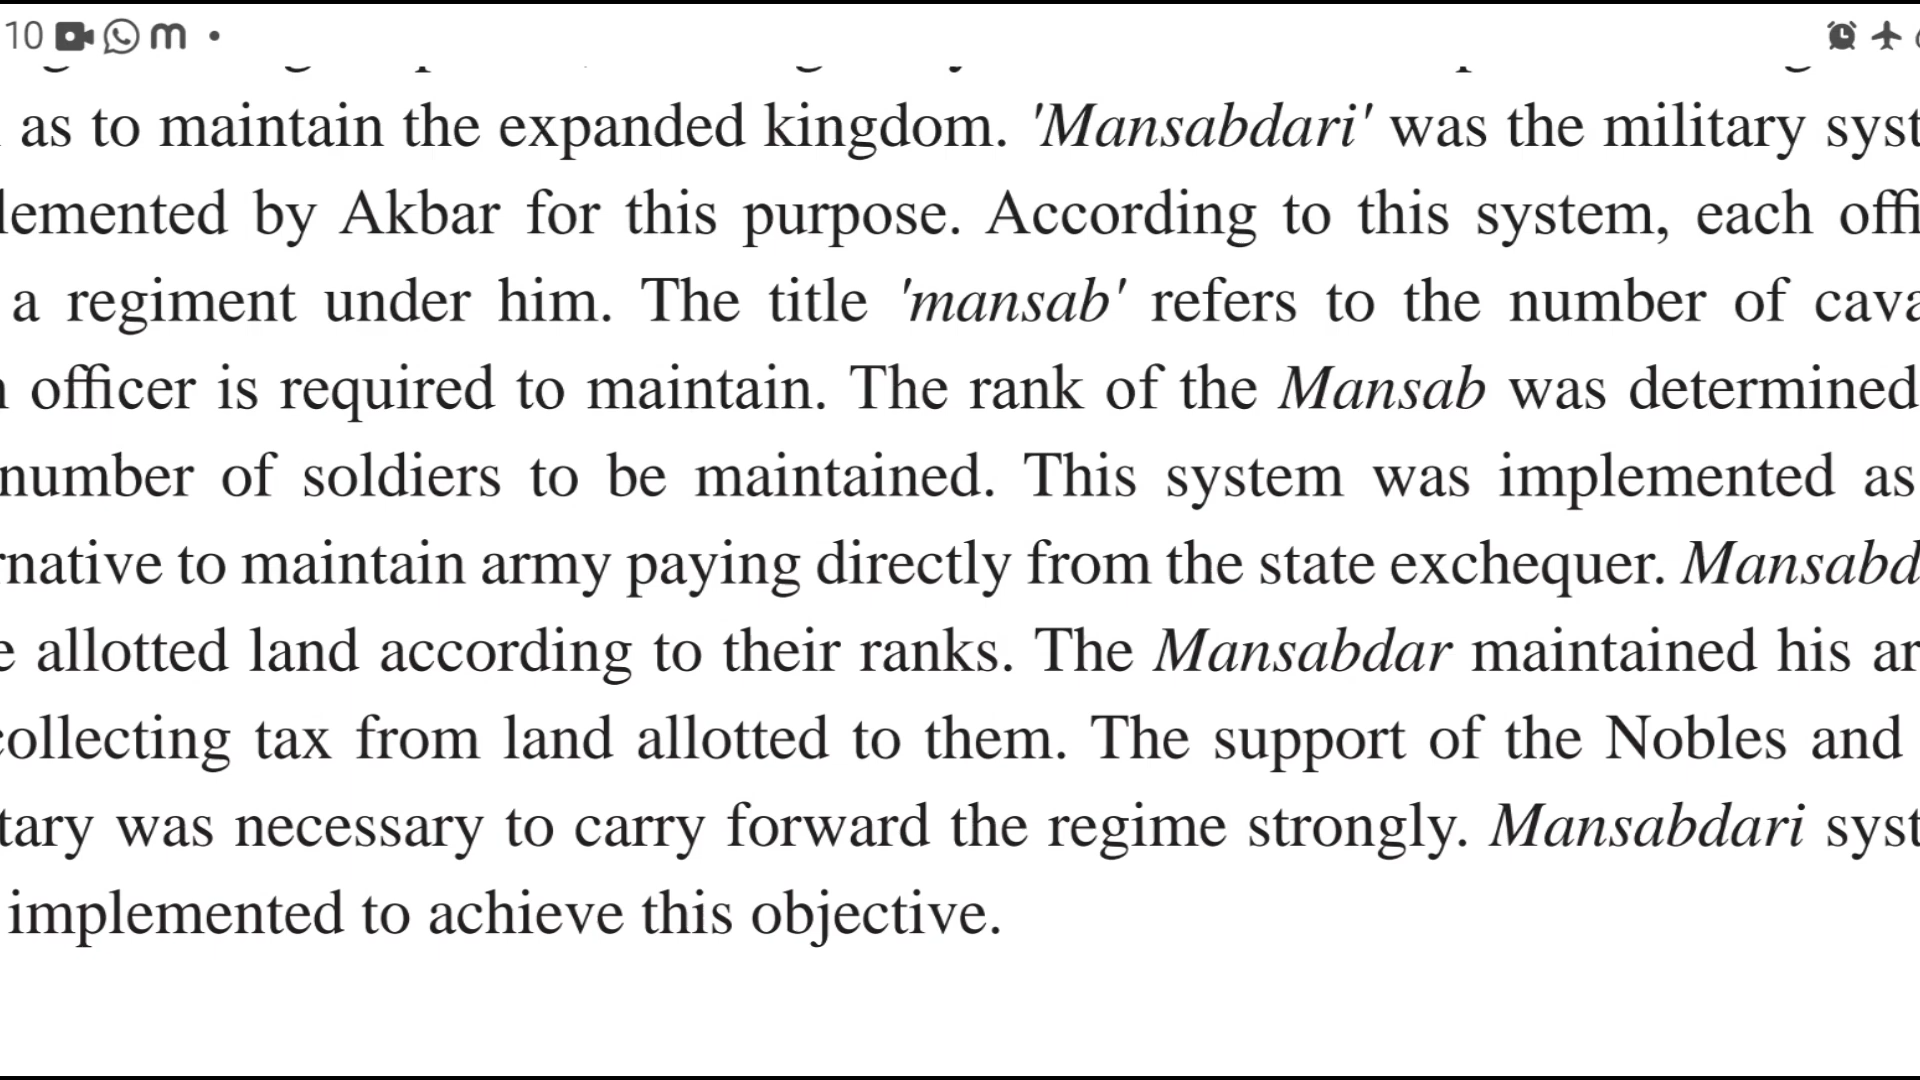 10
as to maintain the expanded kingdom. 'Mansabdari' was the military syst
lemented by Akbar for this purpose. According to this system, each offi
a regiment under him. The title 'mansab' refers to the number of cava
officer is required to maintain. The rank of the Mansab was determined
number of soldiers to be maintained. This system was implemented as
rnative to maintain army paying directly from the state exchequer. Mansabd
e allotted land according to their ranks. The Mansabdar maintained his ar
collecting tax from land allotted to them. The support of the Nobles and
tary was necessary to carry forward the regime strongly. Mansabdari syst
implemented to achieve this objective.